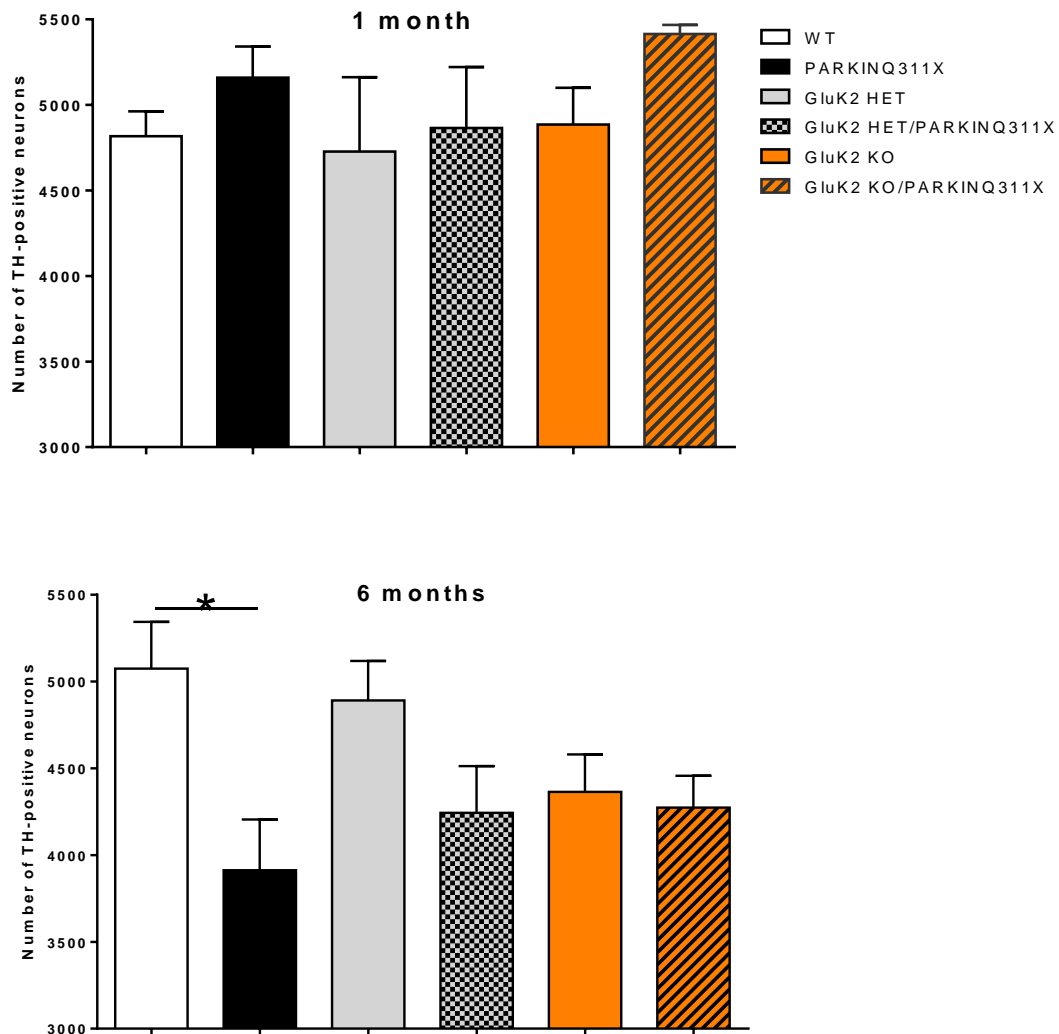 1 month
Number of TH-positive neurons
5500
5000
4500
4000
3500
3000
WT
PARKINQ311X
GluK2 HET
GluK2 HET/PARKINQ311X
GluK2 KO
GluK2 KO/PARKINQ311X
6 months
*
Number of TH-positive neurons
5500
5000
4500
4000
3500
3000